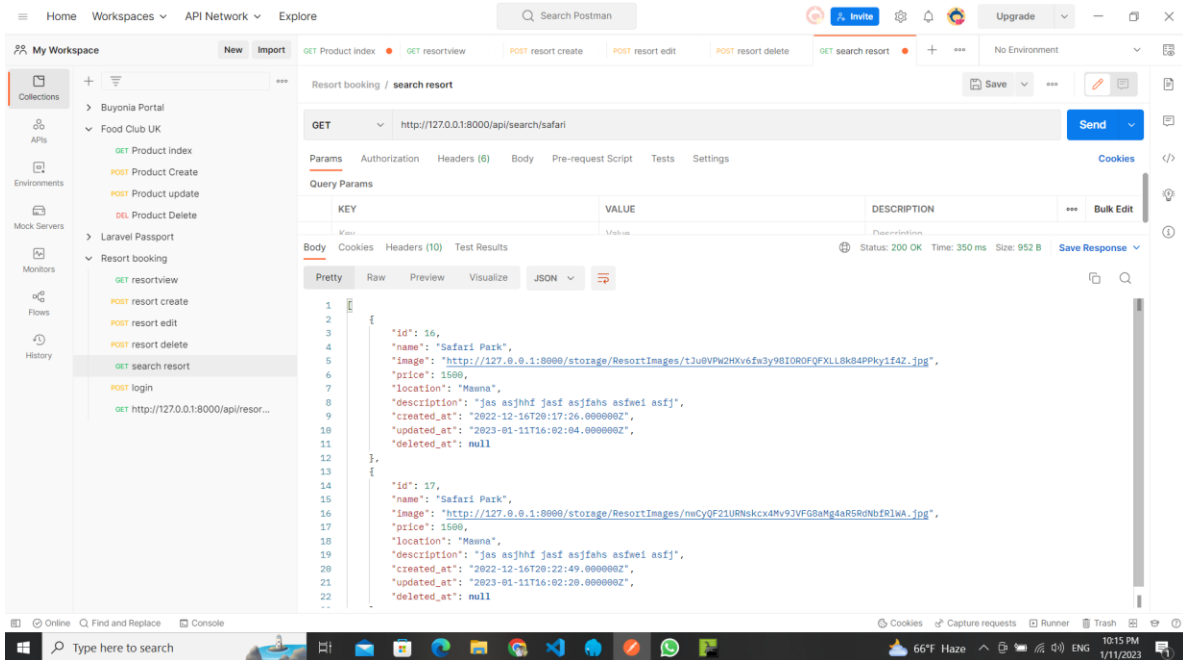 Home Workspaces API Network Explore Search Postman Invite Upgrade
My Workspace New Import GET Product index GET resortview POST resort create POST resort edit POST resort delete GET search resort No Environment
Collections
APIs
Environments
Mock Servers
Monitors
Flows
History
Buyonia Portal
Food Club UK
GET Product index
POST Product Create
POST Product update
DEL Product Delete
Laravel Passport
Resort booking
GET resortview
POST resort create
POST resort edit
POST resort delete
GET search resort
POST login
GET http://127.0.0.1:8000/api/resor...
Resort booking / search resort Save
GET http://127.0.0.1:8000/api/search/safari Send
Params Authorization Headers (6) Body Pre-request Script Tests Settings Cookies
Query Params
KEY VALUE DESCRIPTION Bulk Edit
Key Value Description
Body Cookies Headers (10) Test Results Status: 200 OK Time: 350 ms Size: 952 B Save Response
Pretty Raw Preview Visualize JSON
1 [
2 {
3 "id": 16,
4 "name": "Safari Park",
5 "image": "http://127.0.0.1:8000/storage/ResortImages/tJu0VPW2HXv6fw3y98IOROFQFXLL8k84PPky1f4Z.jpg",
6 "price": 1500,
7 "location": "Mawna",
8 "description": "jas asjhhf jasf asjfahs asfwei asfj",
9 "created_at": "2022-12-16T20:17:26.000000Z",
10 "updated_at": "2023-01-11T16:02:04.000000Z",
11 "deleted_at": null
12 },
13 {
14 "id": 17,
15 "name": "Safari Park",
16 "image": "http://127.0.0.1:8000/storage/ResortImages/nwCyQF21URNskcx4Mv9JVFG8aMg4aR5RdNbfRlWA.jpg",
17 "price": 1500,
18 "location": "Mawna",
19 "description": "jas asjhhf jasf asjfahs asfwei asfj",
20 "created_at": "2022-12-16T20:22:49.000000Z",
21 "updated_at": "2023-01-11T16:02:20.000000Z",
22 "deleted_at": null
Online Find and Replace Console Cookies Capture requests Runner Trash
Type here to search 66°F Haze ENG 10:15 PM
1/11/2023